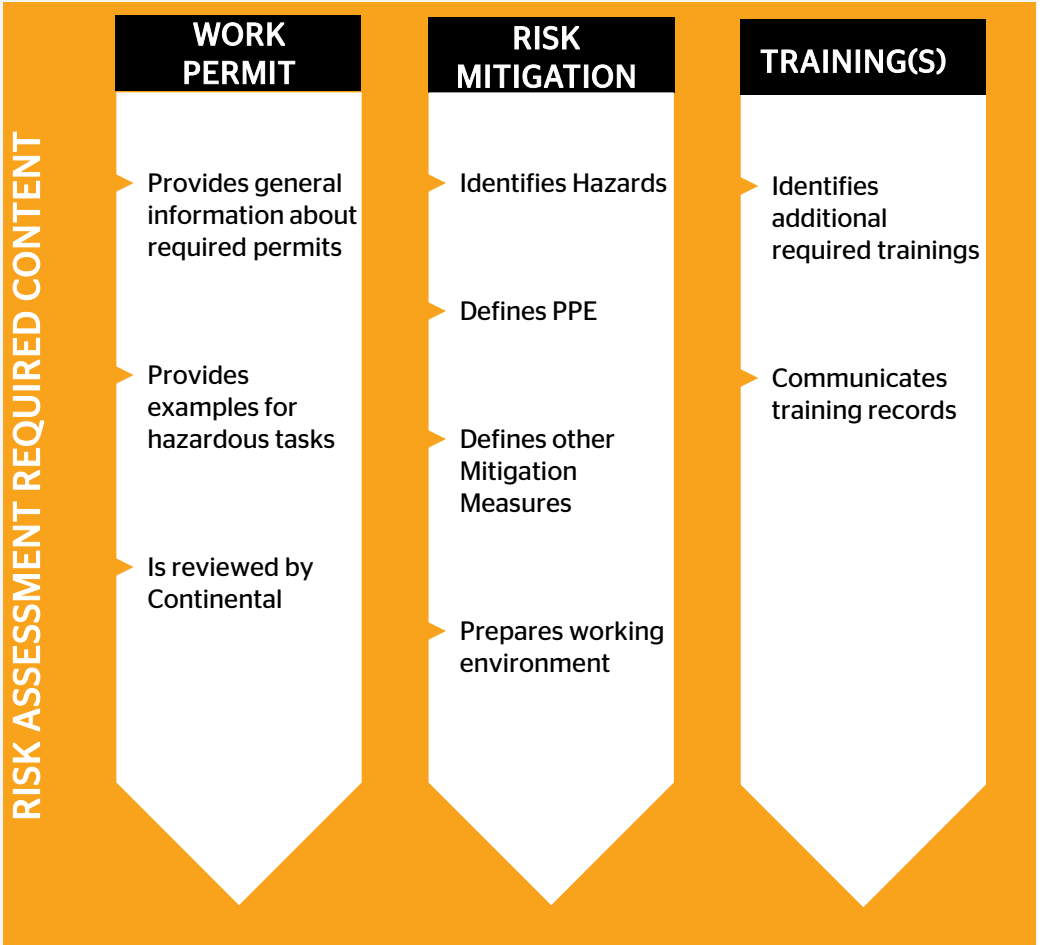 RISK ASSESSMENT REQUIRED CONTENT
WORK
PERMIT
Provides general
information about
required permits
Provides
examples for
hazardous tasks
Is reviewed by
Continental
RISK
MITIGATION
Identifies Hazards
Defines PPE
Defines other
Mitigation
Measures
Prepares working
environment
TRAINING(S)
Identifies
additional
required trainings
Communicates
training records